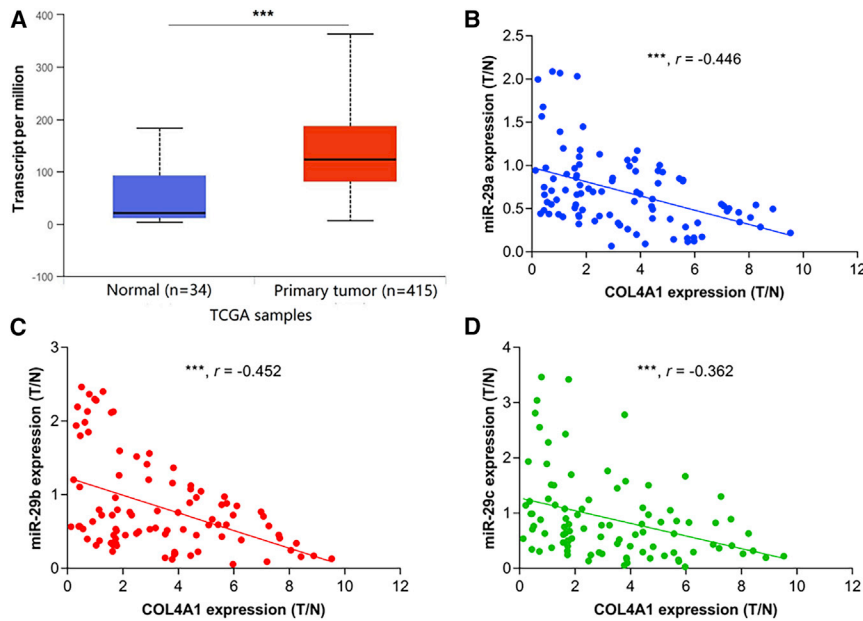 A
***
Transcript per million
400
300
200
100
0
-100
Normal (n=34)
Primary tumor (n=415)
TCGA samples
B
***, r = -0.446
miR-29a expression (T/N)
2.5
2.0
1.5
1.0
0.5
0.0
0 2 4 6 8 10 12
COL4A1 expression (T/N)
C
***, r = -0.452
miR-29b expression (T/N)
3
2
1
0
0 2 4 6 8 10 12
COL4A1 expression (T/N)
D
***, r = -0.362
miR-29c expression (T/N)
4
3
2
1
0
0 2 4 6 8 10 12
COL4A1 expression (T/N)